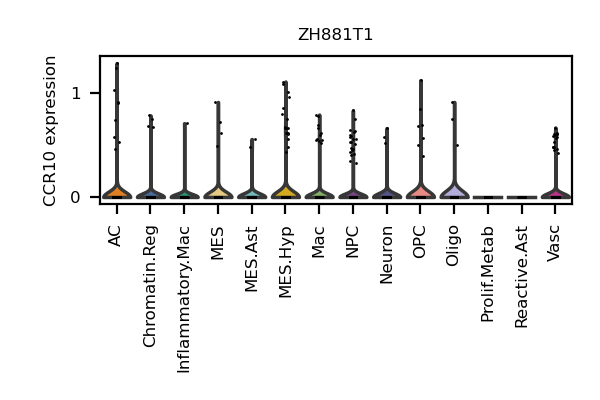 ZH881T1
CCR10 expression
1
0
AC
Chromatin.Reg
Inflammatory.Mac
MES
MES.Ast
MES.Hyp
Mac
NPC
Neuron
OPC
Oligo
Prolif.Metab
Reactive.Ast
Vasc